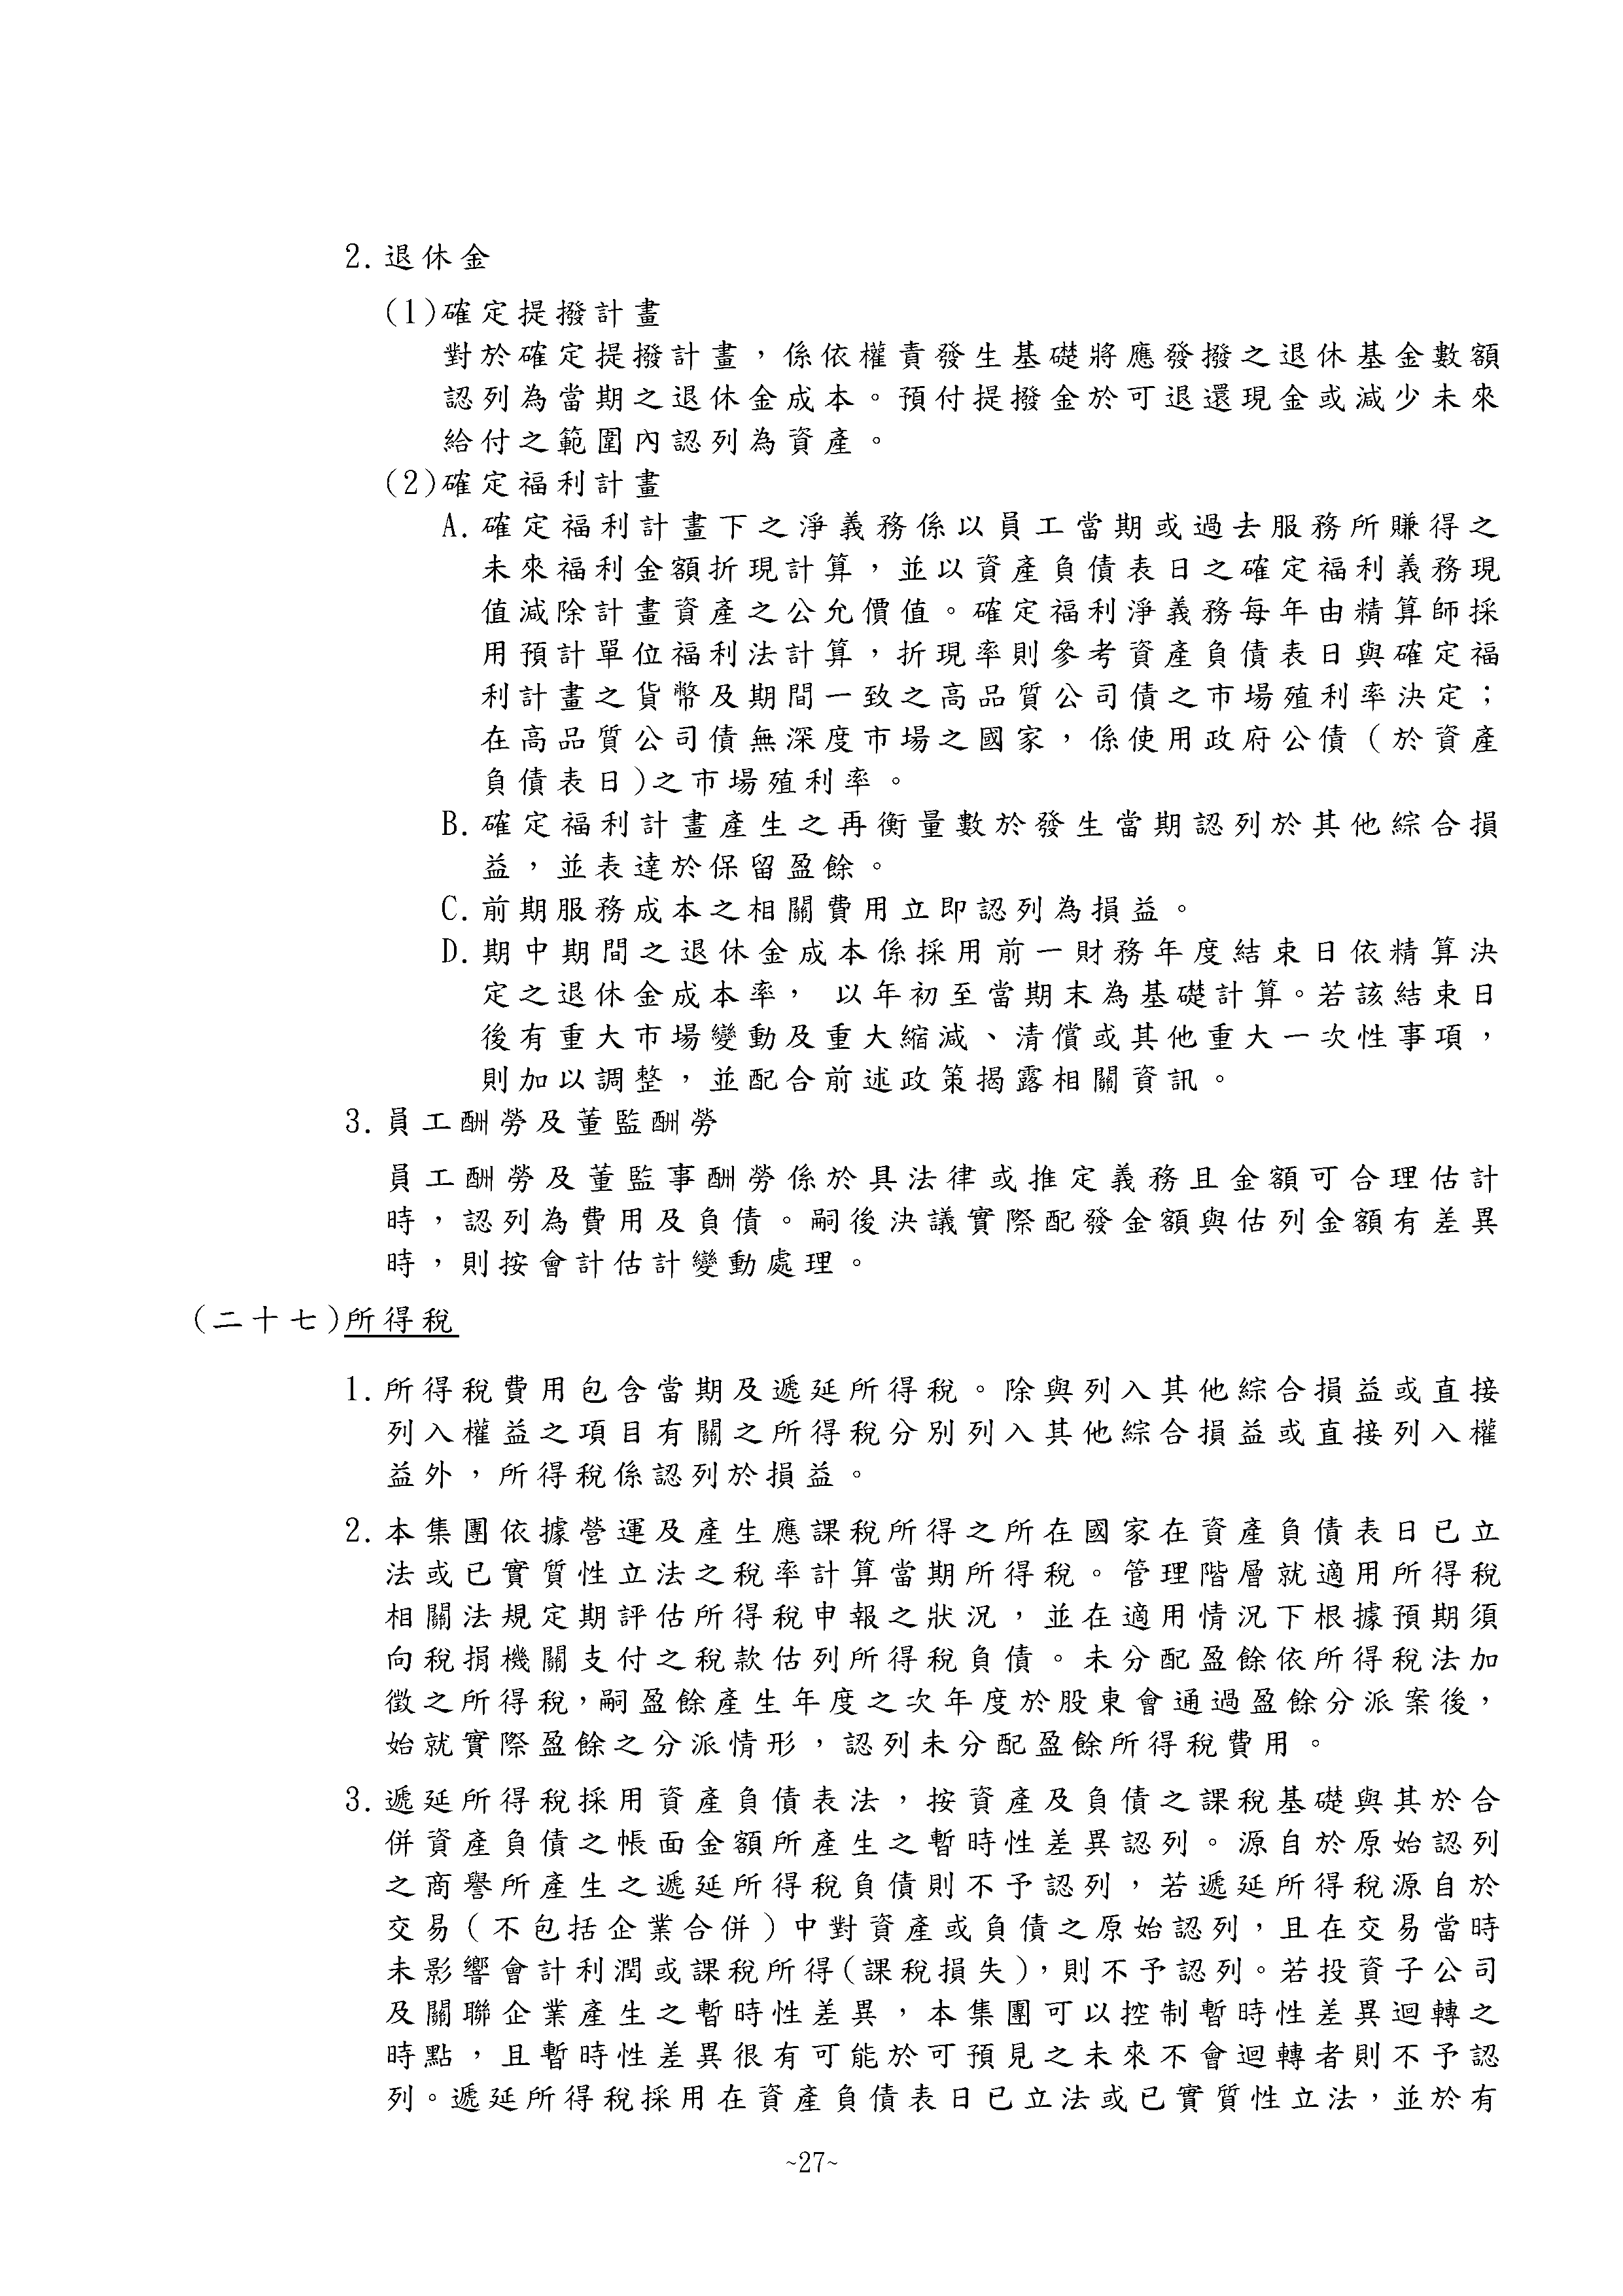 2. 退休金
(1)確定提撥計畫
對於確定提撥計畫，係依權責發生基礎將應發撥之退休基金數額
認列為當期之退休金成本。預付提撥金於可退還現金或減少未來
給付之範圍內認列為資產。
(2)確定福利計畫
A. 確定福利計畫下之淨義務係以員工當期或過去服務所賺得之
未來福利金額折現計算，並以資產負債表日之確定福利義務現
值減除計畫資產之公允價值。確定福利淨義務每年由精算師採
用預計單位福利法計算，折現率則參考資產負債表日與確定福
利計畫之貨幣及期間一致之高品質公司債之市場殖利率決定；
在高品質公司債無深度市場之國家，係使用政府公債（於資產
負債表日)之市場殖利率。
B. 確定福利計畫產生之再衡量數於發生當期認列於其他綜合損
益，並表達於保留盈餘。
C. 前期服務成本之相關費用立即認列為損益。
D. 期中期間之退休金成本係採用前一財務年度結束日依精算決
定之退休金成本率， 以年初至當期末為基礎計算。若該結束日
後有重大市場變動及重大縮減、清償或其他重大一次性事項，
則加以調整，並配合前述政策揭露相關資訊。
3. 員工酬勞及董監酬勞
員工酬勞及董監事酬勞係於具法律或推定義務且金額可合理估計
時，認列為費用及負債。嗣後決議實際配發金額與估列金額有差異
時，則按會計估計變動處理。
(二十七)所得稅
1. 所得稅費用包含當期及遞延所得稅。除與列入其他綜合損益或直接
列入權益之項目有關之所得稅分別列入其他綜合損益或直接列入權
益外，所得稅係認列於損益。
2. 本集團依據營運及產生應課稅所得之所在國家在資產負債表日已立
法或已實質性立法之稅率計算當期所得稅。管理階層就適用所得稅
相關法規定期評估所得稅申報之狀況，並在適用情況下根據預期須
向稅捐機關支付之稅款估列所得稅負債。未分配盈餘依所得稅法加
徵之所得稅，嗣盈餘產生年度之次年度於股東會通過盈餘分派案後，
始就實際盈餘之分派情形，認列未分配盈餘所得稅費用。
3. 遞延所得稅採用資產負債表法，按資產及負債之課稅基礎與其於合
併資產負債之帳面金額所產生之暫時性差異認列。源自於原始認列
之商譽所產生之遞延所得稅負債則不予認列，若遞延所得稅源自於
交易（不包括企業合併）中對資產或負債之原始認列，且在交易當時
未影響會計利潤或課稅所得(課稅損失)，則不予認列。若投資子公司
及關聯企業產生之暫時性差異，本集團可以控制暫時性差異迴轉之
時點，且暫時性差異很有可能於可預見之未來不會迴轉者則不予認
列。遞延所得稅採用在資產負債表日已立法或已實質性立法，並於有
~27~